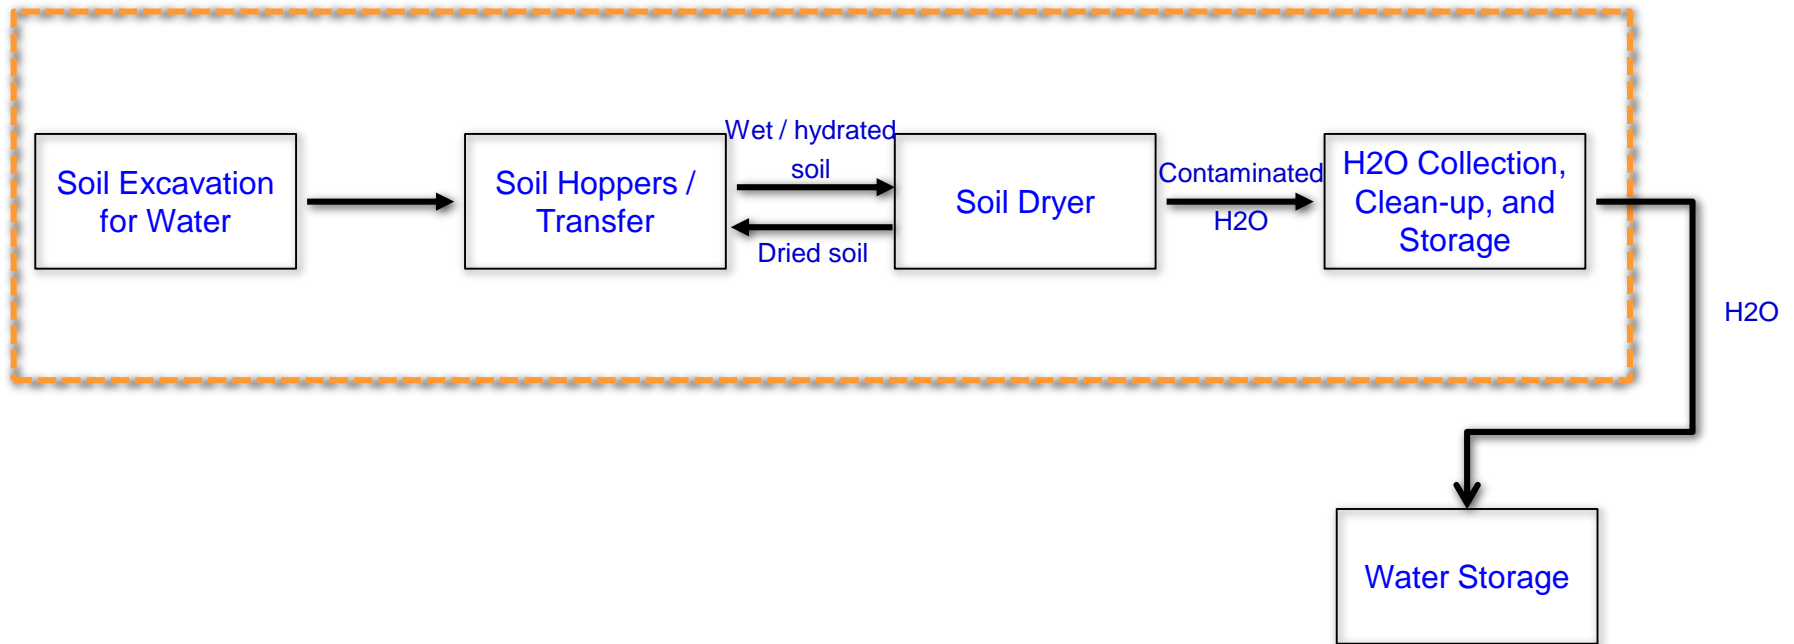 Soil Excavation
for Water
Soil Hoppers /
Transfer
Wet / hydrated
soil
Dried soil
Soil Dryer
Contaminated
H2O
H2O Collection,
Clean-up, and
Storage
H2O
Water Storage